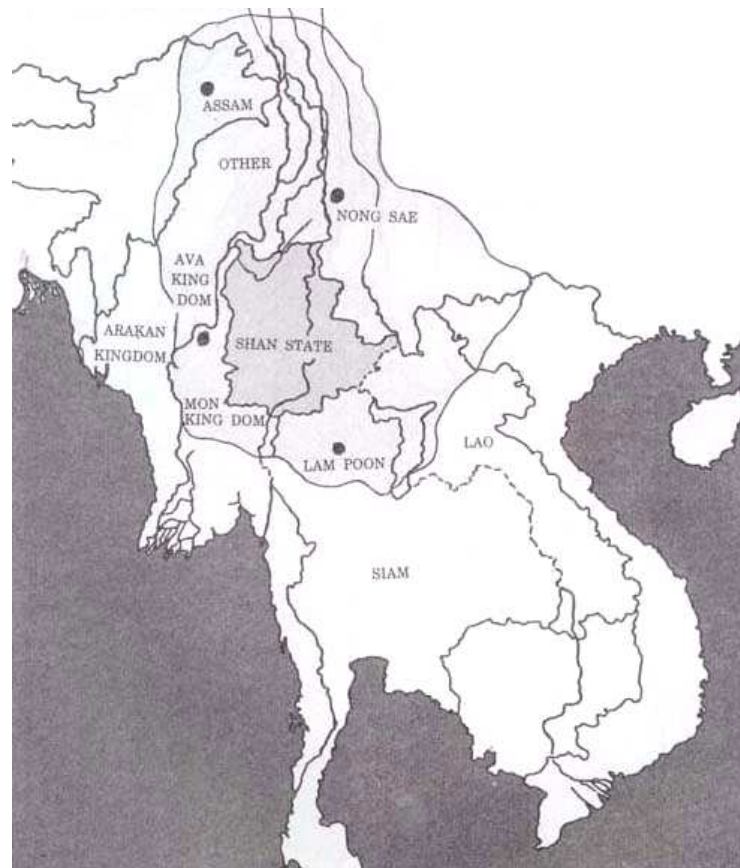 ASSAM
OTHER
NONG SAE
AVA
KING
DOM
ARAKAN
KINGDOM
SHAN STATE
MON
KING DOM
LAO
LAM POON
SIAM